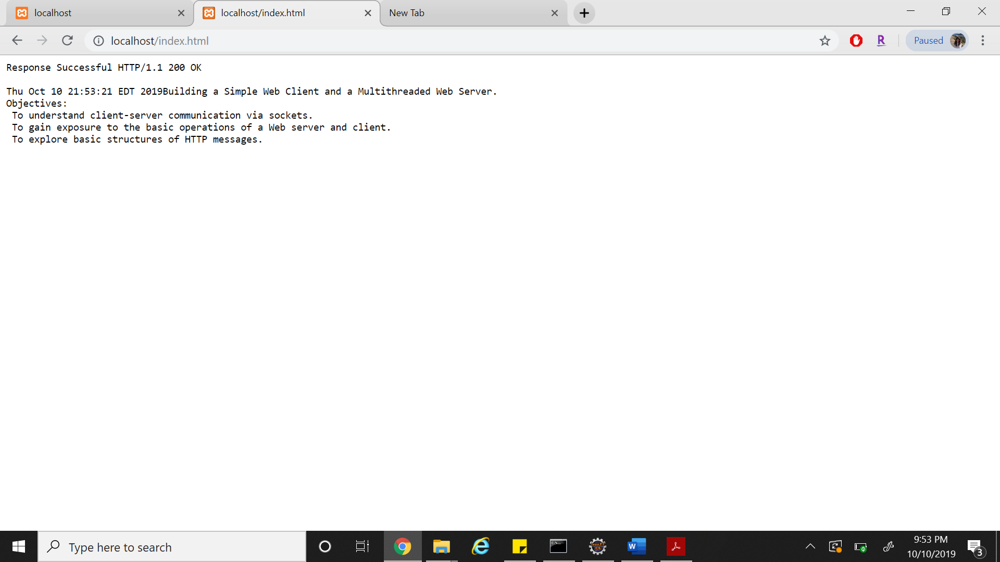 localhost
localhost/index.html
New Tab
localhost/index.html
R
Paused
Response Successful HTTP/1.1 200 OK
Thu Oct 10 21:53:21 EDT 2019Building a Simple Web Client and a Multithreaded Web Server.
Objectives:
To understand client-server communication via sockets.
To gain exposure to the basic operations of a Web server and client.
To explore basic structures of HTTP messages.
Type here to search
Java EE
IDE
W
9:53 PM
10/10/2019
3